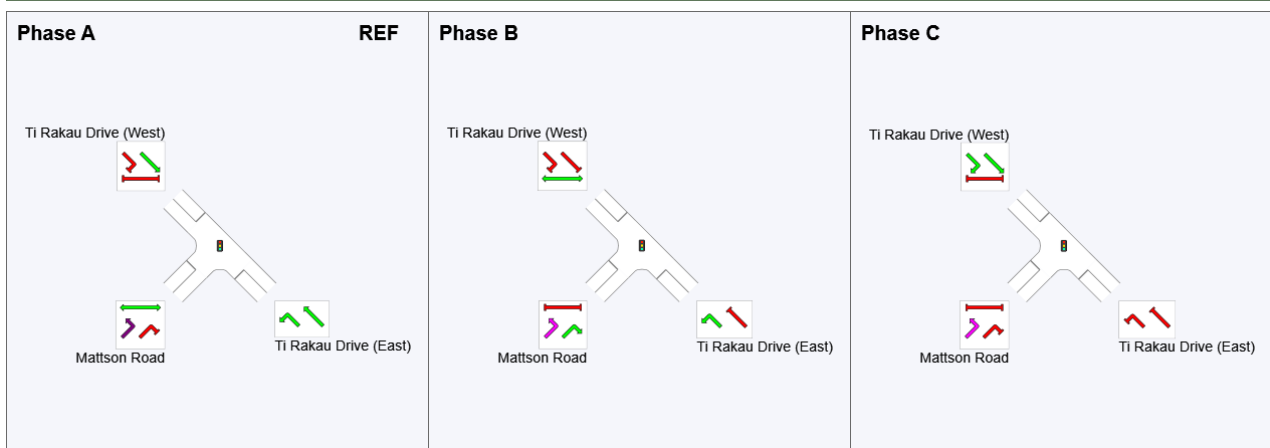 Phase A
REF
Ti Rakau Drive (West)
Mattson Road
Ti Rakau Drive (East)
Phase B
Ti Rakau Drive (West)
Mattson Road
Ti Rakau Drive (East)
Phase C
Ti Rakau Drive (West)
Mattson Road
Ti Rakau Drive (East)